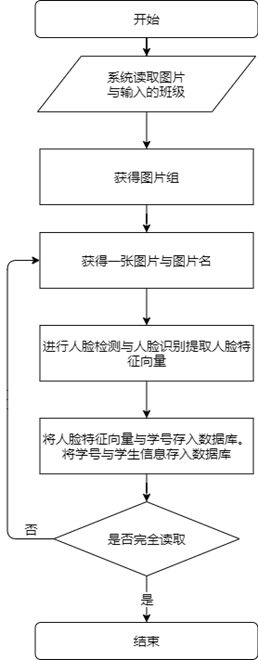 开始
系统读取图片
与输入的班级
获得图片组
获得一张图片与图片名
进行人脸检测与人脸识别提取人脸特
征向量
将人脸特征向量与学号存入数据库。
将学号与学生信息存入数据库
是否完全读取
否
是
结束